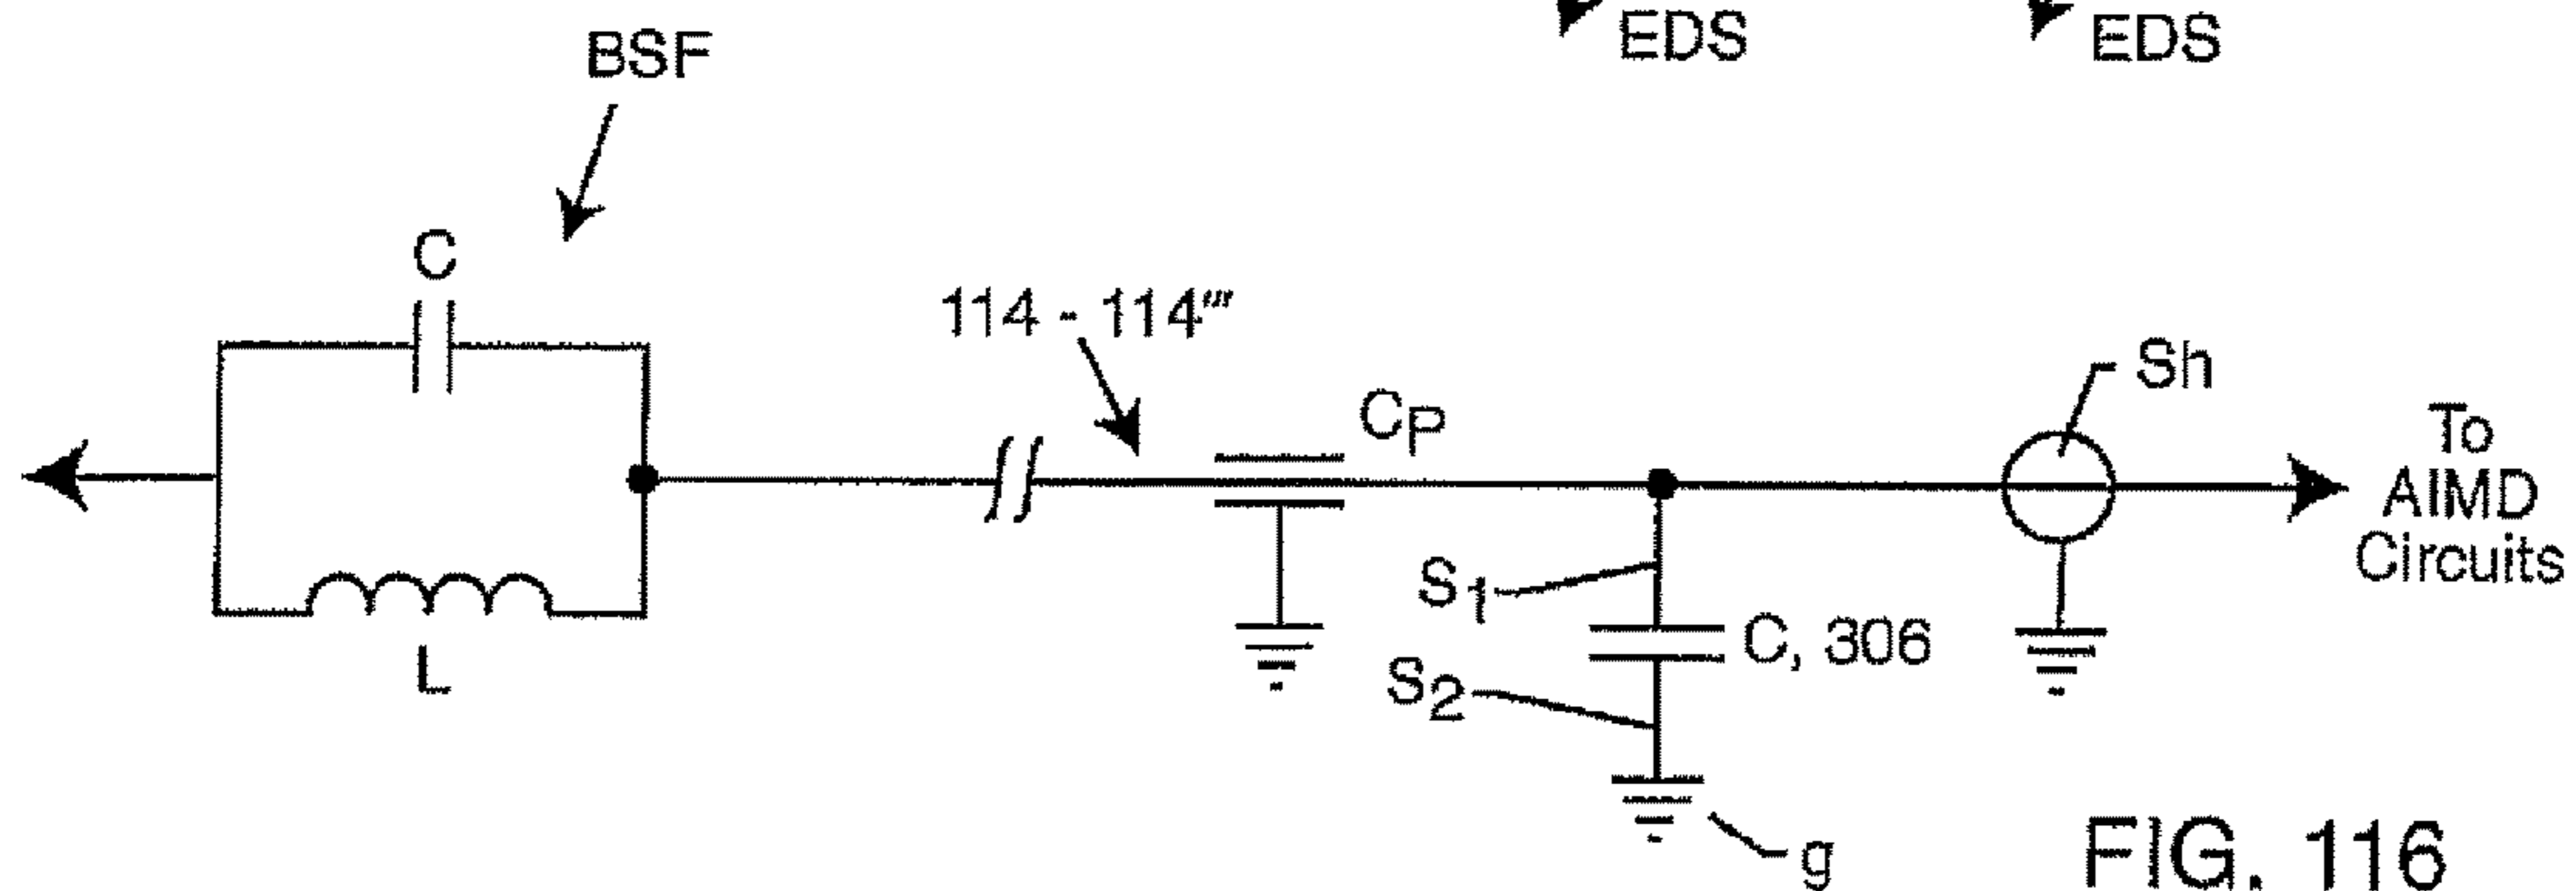 EDS
EDS
BSF
C
114 - 114‴
CP
Sh
To
AIMD
Circuits
S1
C, 306
S2
L
g
FIG. 116